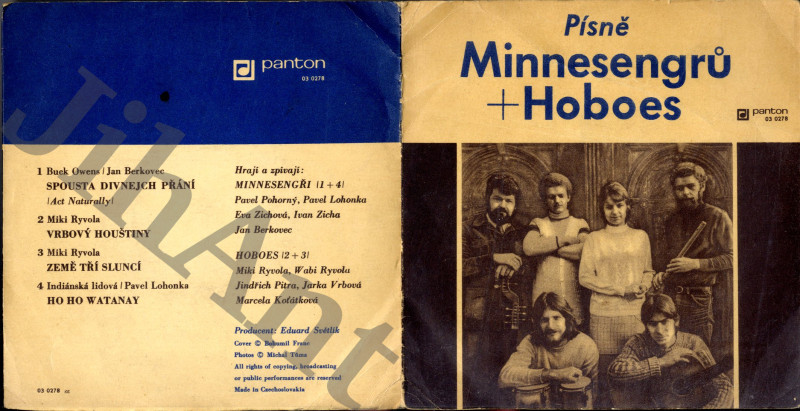 panton
03 0278
1 Buck Owens / Jan Berkovec
SPOUSTA DIVNEJCH PŘÁNÍ
/Act Naturally/
2 Miki Ryvola
VRBOVÝ HOUŠTINY
3 Miki Ryvola
ZEMĚ TŘÍ SLUNCÍ
4 Indiánská lidová / Pavel Lohonka
HO HO WATANAY
03 0278
Hrají a zpívají:
MINNESENGŘI /1 + 4/
Pavel Pohorný, Pavel Lohonka
Eva Zichová, Ivan Zicha
Jan Berkovec
HOBOES /2 + 3/
Miki Ryvola, Wabi Ryvola
Jindrich Pitra, Jarka Vrbová
Marcela Koťátková
Producent: Eduard Světlík
Cover © Bohumil Franc
Photos © Michal Tůma
All rights of copying, broadcasting
or public performances are reserved
Made in Czechoslovakia
JihAnt
Písně
Minnesengrů
+Hoboes
panton
03 0278